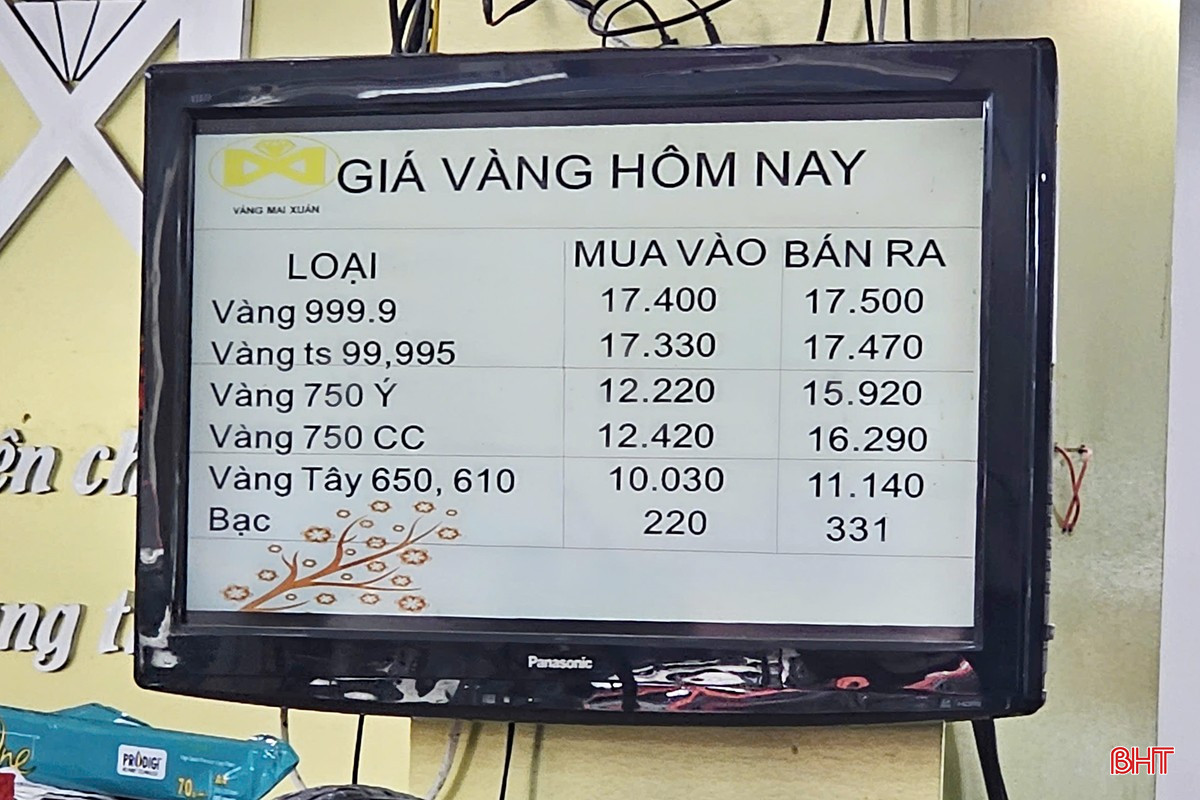 GIÁ VÀNG HÔM NAY
VÀNG MAI XUÂN
LOẠI MUA VÀO BÁN RA
Vàng 999.9 17.400 17.500
Vàng ts 99,995 17.330 17.470
Vàng 750 Ý 12.220 15.920
Vàng 750 CC 12.420 16.290
Vàng Tây 650, 610 10.030 11.140
Bạc 220 331
Panasonic
HDMI
PRODIGI
70
BHT